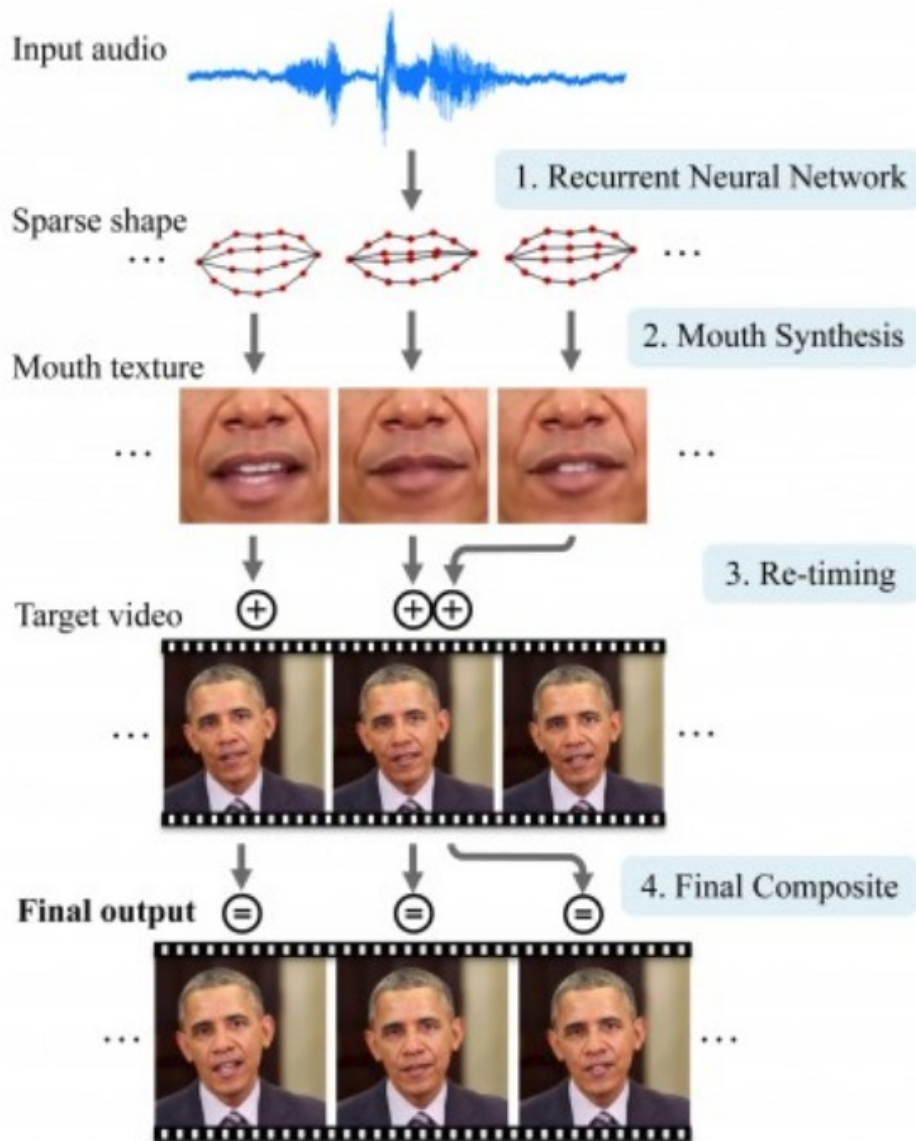 Input audio
1. Recurrent Neural Network
Sparse shape
... ...
2. Mouth Synthesis
Mouth texture
... ...
3. Re-timing
Target video
... ...
4. Final Composite
Final output
... ...